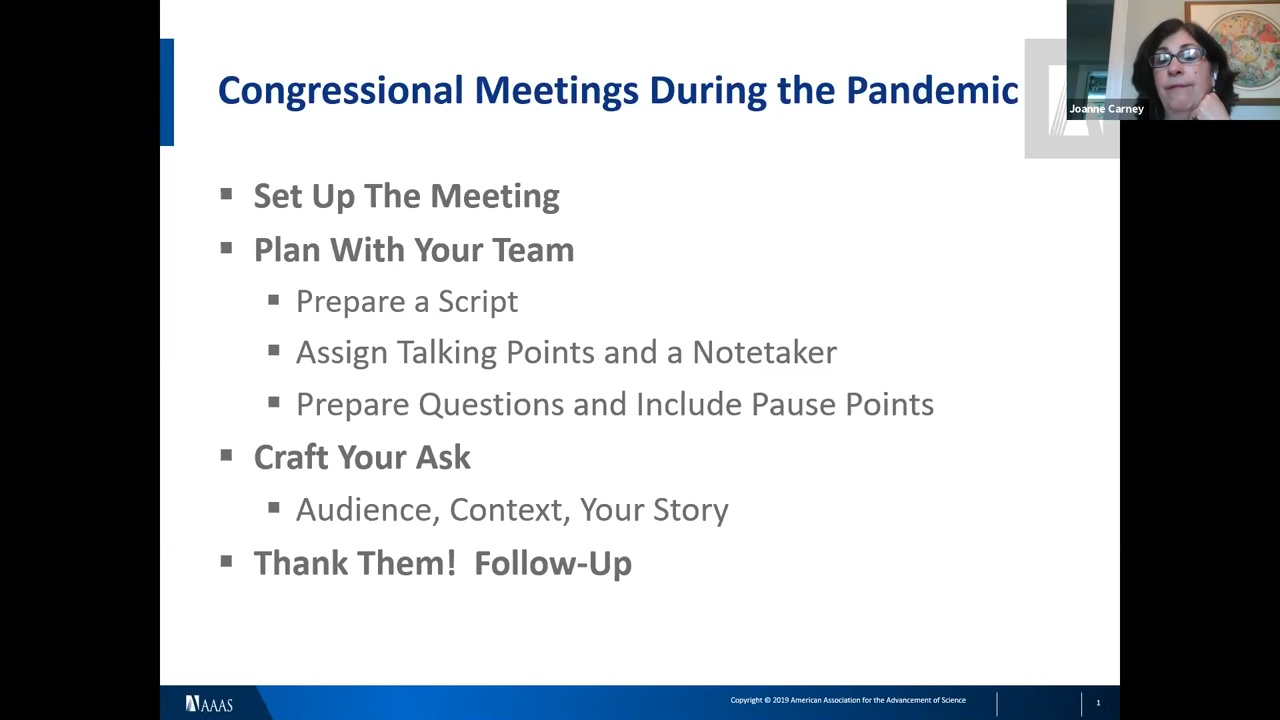 Congressional Meetings During the Pandemic
Joanne Carney
Set Up The Meeting
Plan With Your Team
Prepare a Script
Assign Talking Points and a Notetaker
Prepare Questions and Include Pause Points
Craft Your Ask
Audience, Context, Your Story
Thank Them! Follow-Up
AAAS
Copyright © 2019 American Association for the Advancement of Science
1